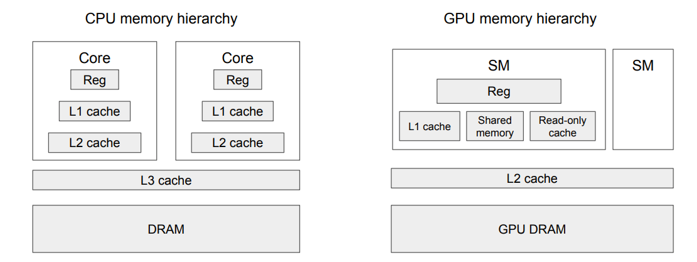 CPU memory hierarchy
Core
Reg
L1 cache
L2 cache
Core
Reg
L1 cache
L2 cache
L3 cache
DRAM
GPU memory hierarchy
SM
Reg
L1 cache
Shared
memory
Read-only
cache
SM
L2 cache
GPU DRAM